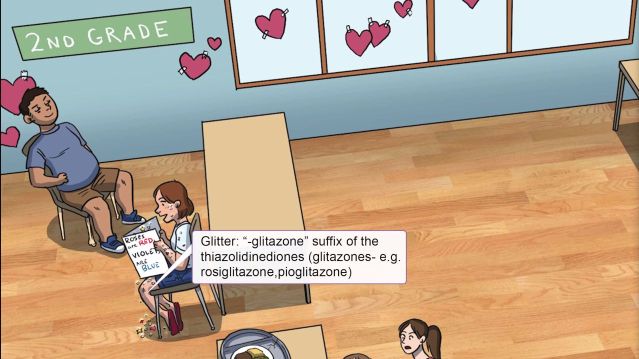 2ND GRADE
ROSES
ARE RED
VIOLETS
ARE
BLUE
Glitter: “-glitazone” suffix of the
thiazolidinediones (glitazones- e.g.
rosiglitazone,pioglitazone)